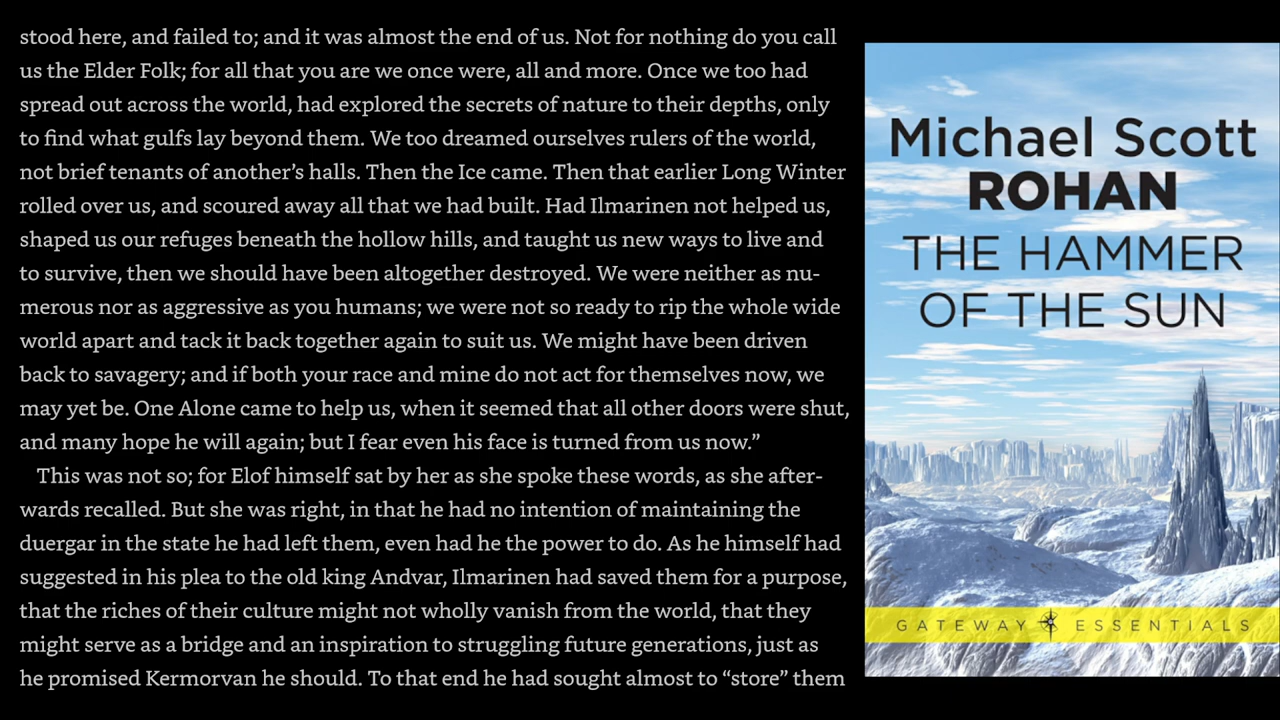 stood here, and failed to; and it was almost the end of us. Not for nothing do you call
us the Elder Folk; for all that you are we once were, all and more. Once we too had
spread out across the world, had explored the secrets of nature to their depths, only
to find what gulfs lay beyond them. We too dreamed ourselves rulers of the world,
not brief tenants of another’s halls. Then the Ice came. Then that earlier Long Winter
rolled over us, and scoured away all that we had built. Had Ilmarinen not helped us,
shaped us our refuges beneath the hollow hills, and taught us new ways to live and
to survive, then we should have been altogether destroyed. We were neither as nu-
merous nor as aggressive as you humans; we were not so ready to rip the whole wide
world apart and tack it back together again to suit us. We might have been driven
back to savagery; and if both your race and mine do not act for themselves now, we
may yet be. One Alone came to help us, when it seemed that all other doors were shut,
and many hope he will again; but I fear even his face is turned from us now.”
This was not so; for Elof himself sat by her as she spoke these words, as she after-
wards recalled. But she was right, in that he had no intention of maintaining the
duergar in the state he had left them, even had he the power to do. As he himself had
suggested in his plea to the old king Andvar, Ilmarinen had saved them for a purpose,
that the riches of their culture might not wholly vanish from the world, that they
might serve as a bridge and an inspiration to struggling future generations, just as
he promised Kermorvan he should. To that end he had sought almost to “store” them
Michael Scott
ROHAN
THE HAMMER
OF THE SUN
GATEWAY ESSENTIALS